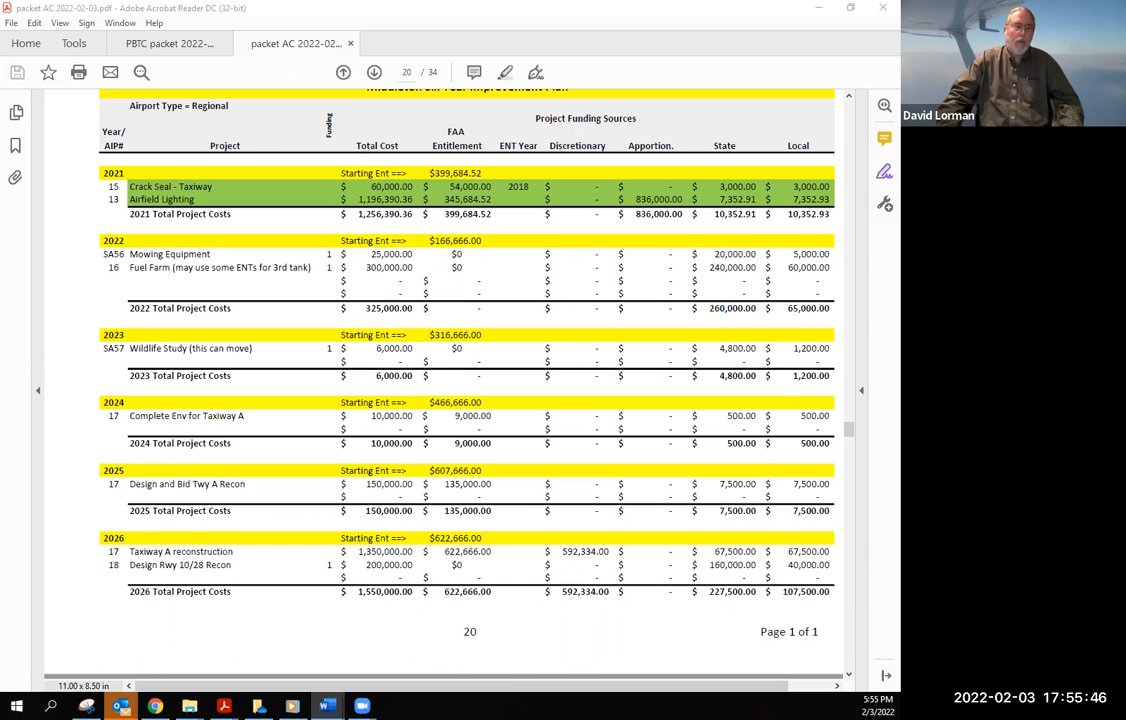 packet AC 2022-02-03.pdf - Adobe Acrobat Reader DC (32-bit)
File Edit View Sign Window Help
Home Tools PBTC packet 2022-... packet AC 2022-02... ×
20 / 34
Middleton Six Year Improvement Plan
Airport Type = Regional
Funding
Project Funding Sources
Year/ FAA
AIP# Project Total Cost Entitlement ENT Year Discretionary Apportion. State Local
2021 Starting Ent ==> $399,684.52
15 Crack Seal - Taxiway $ 60,000.00 $ 54,000.00 2018 $ - $ - $ 3,000.00 $ 3,000.00
13 Airfield Lighting $ 1,196,390.36 $ 345,684.52 $ - $ 836,000.00 $ 7,352.91 $ 7,352.93
2021 Total Project Costs $ 1,256,390.36 $ 399,684.52 $ - $ 836,000.00 $ 10,352.91 $ 10,352.93
2022 Starting Ent ==> $166,666.00
SA56 Mowing Equipment 1 $ 25,000.00 $0 $ - $ - $ 20,000.00 $ 5,000.00
16 Fuel Farm (may use some ENTs for 3rd tank) 1 $ 300,000.00 $0 $ - $ - $ 240,000.00 $ 60,000.00
$ - $ - $ - $ - $ - $ -
$ - $ - $ - $ - $ - $ -
2022 Total Project Costs $ 325,000.00 $ - $ - $ - $ 260,000.00 $ 65,000.00
2023 Starting Ent ==> $316,666.00
SA57 Wildlife Study (this can move) 1 $ 6,000.00 $0 $ - $ - $ 4,800.00 $ 1,200.00
$ - $ - $ - $ - $ - $ -
2023 Total Project Costs $ 6,000.00 $ - $ - $ - $ 4,800.00 $ 1,200.00
2024 Starting Ent ==> $466,666.00
17 Complete Env for Taxiway A $ 10,000.00 $ 9,000.00 $ - $ - $ 500.00 $ 500.00
$ - $ - $ - $ - $ - $ -
2024 Total Project Costs $ 10,000.00 $ 9,000.00 $ - $ - $ 500.00 $ 500.00
2025 Starting Ent ==> $607,666.00
17 Design and Bid Twy A Recon $ 150,000.00 $ 135,000.00 $ - $ - $ 7,500.00 $ 7,500.00
$ - $ - $ - $ - $ - $ -
2025 Total Project Costs $ 150,000.00 $ 135,000.00 $ - $ - $ 7,500.00 $ 7,500.00
2026 Starting Ent ==> $622,666.00
17 Taxiway A reconstruction $ 1,350,000.00 $ 622,666.00 $ 592,334.00 $ - $ 67,500.00 $ 67,500.00
18 Design Rwy 10/28 Recon 1 $ 200,000.00 $0 $ - $ - $ 160,000.00 $ 40,000.00
$ - $ - $ - $ - $ - $ -
2026 Total Project Costs $ 1,550,000.00 $ 622,666.00 $ 592,334.00 $ - $ 227,500.00 $ 107,500.00
20 Page 1 of 1
11.00 x 8.50 in
David Lorman
5:55 PM
2/3/2022
2022-02-03 17:55:46